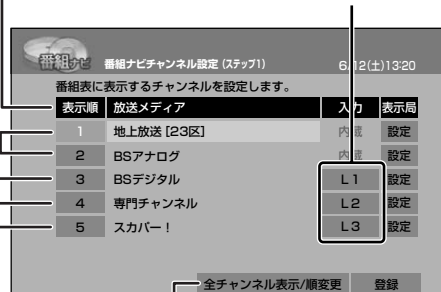 番組ナビ
番組ナビチャンネル設定 (ステップ1) 6/12(土)13:20
番組表に表示するチャンネルを設定します。
表示順 放送メディア 入力 表示局
1 地上放送 [23区] 内蔵 設定
2 BSアナログ 内蔵 設定
3 BSデジタル L1 設定
4 専門チャンネル L2 設定
5 スカパー! L3 設定
全チャンネル表示/順変更 登録